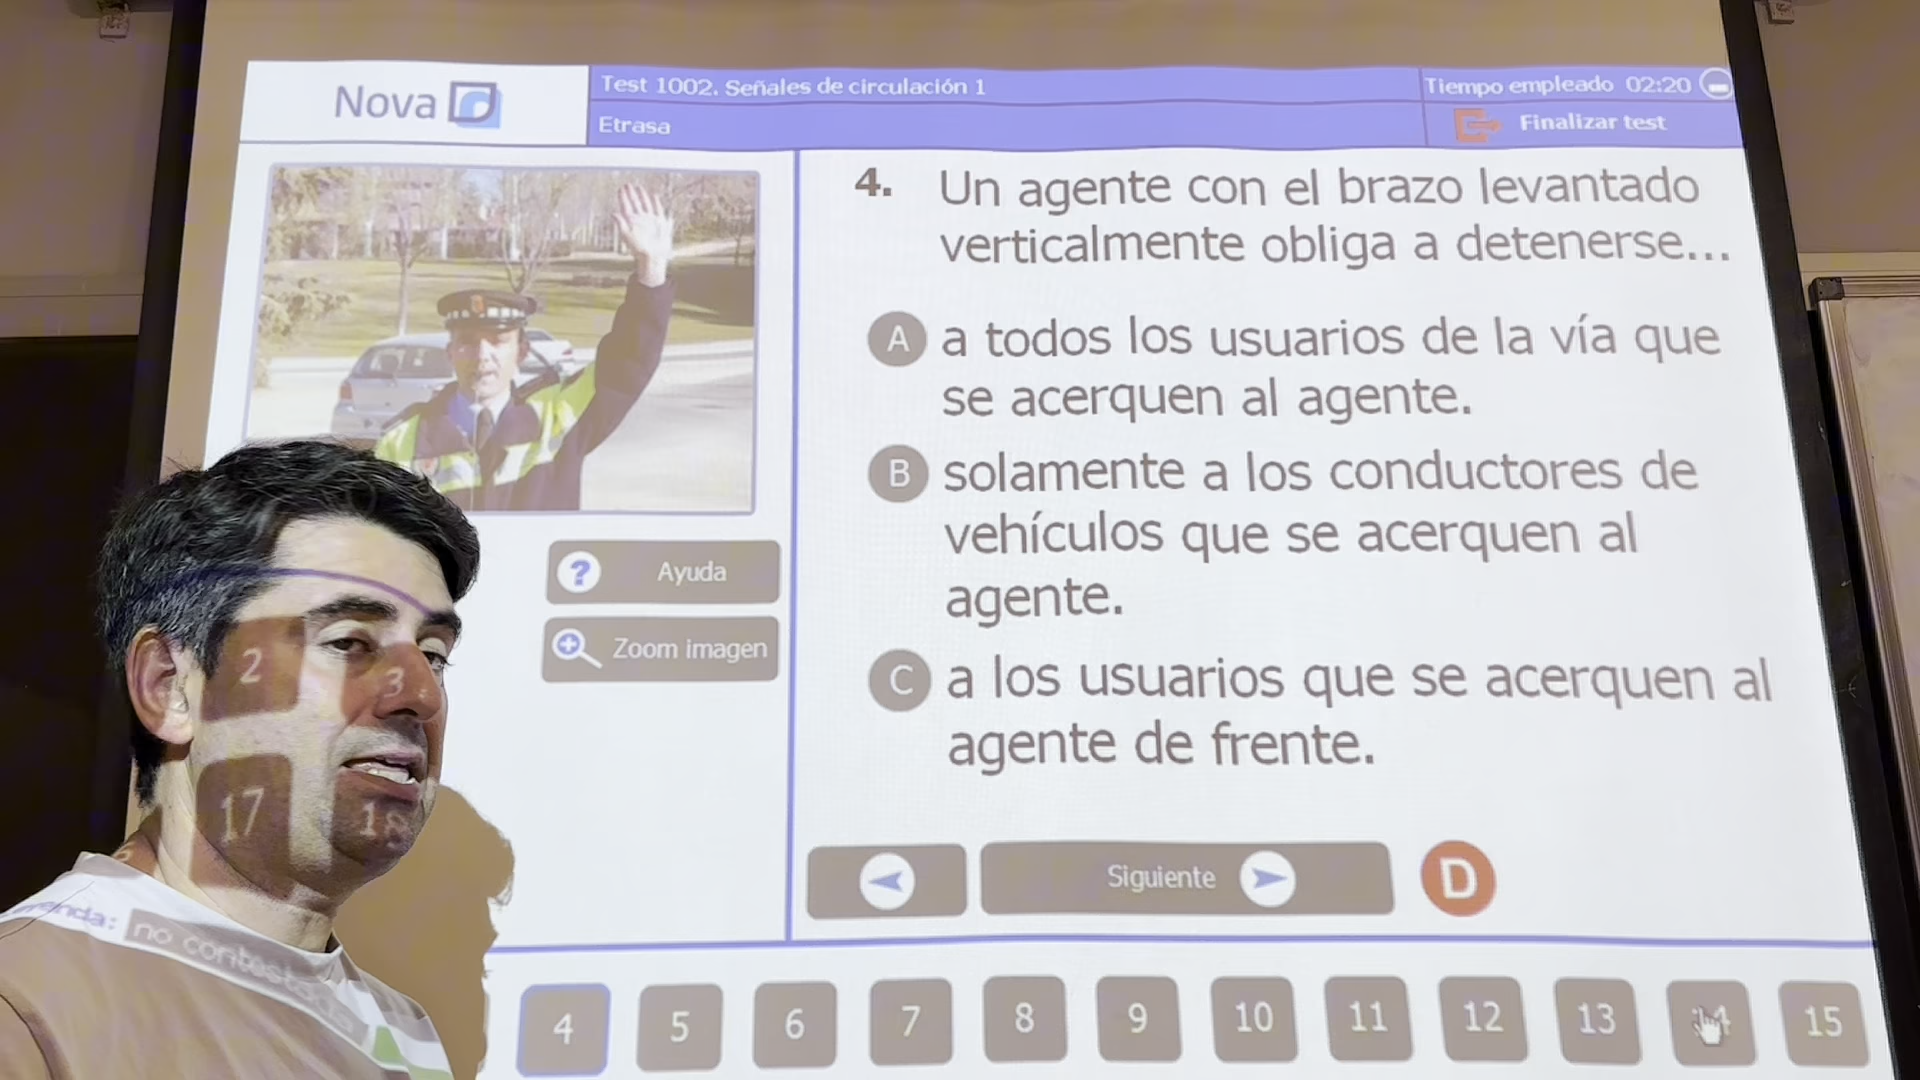 Nova
Test 1002. Señales de circulación 1
Tiempo empleado 02:20
Etrasa
Finalizar test
4. Un agente con el brazo levantado
verticalmente obliga a detenerse...
A a todos los usuarios de la vía que
se acerquen al agente.
B solamente a los conductores de
vehículos que se acerquen al
agente.
C a los usuarios que se acerquen al
agente de frente.
? Ayuda
Zoom imagen
2 3
17 18
Siguiente
D
no contestada
4 5 6 7 8 9 10 11 12 13 15